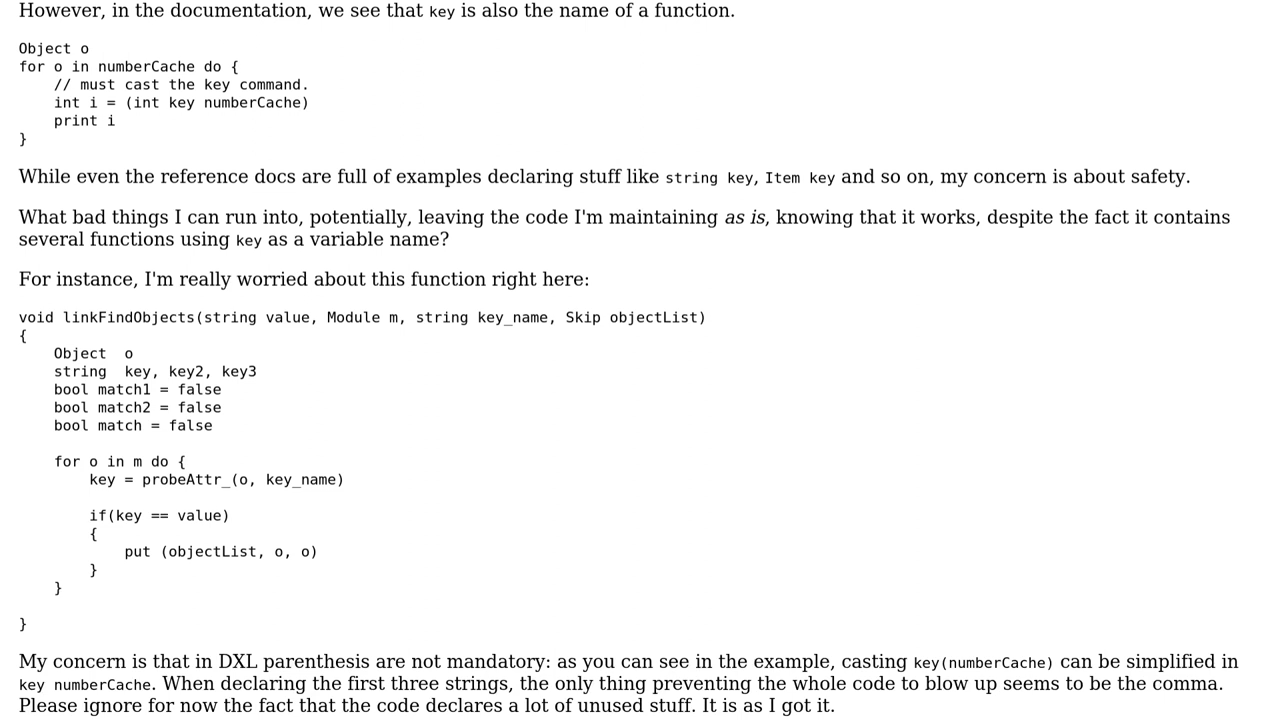 However, in the documentation, we see that key is also the name of a function.
Object o
for o in numberCache do {
    // must cast the key command.
    int i = (int key numberCache)
    print i
}
While even the reference docs are full of examples declaring stuff like string key, Item key and so on, my concern is about safety.
What bad things I can run into, potentially, leaving the code I'm maintaining as is, knowing that it works, despite the fact it contains
several functions using key as a variable name?
For instance, I'm really worried about this function right here:
void linkFindObjects(string value, Module m, string key_name, Skip objectList)
{
    Object  o
    string  key, key2, key3
    bool match1 = false
    bool match2 = false
    bool match = false
    for o in m do {
        key = probeAttr_(o, key_name)
        if(key == value)
        {
            put (objectList, o, o)
        }
    }
}
My concern is that in DXL parenthesis are not mandatory: as you can see in the example, casting key(numberCache) can be simplified in
key numberCache. When declaring the first three strings, the only thing preventing the whole code to blow up seems to be the comma.
Please ignore for now the fact that the code declares a lot of unused stuff. It is as I got it.